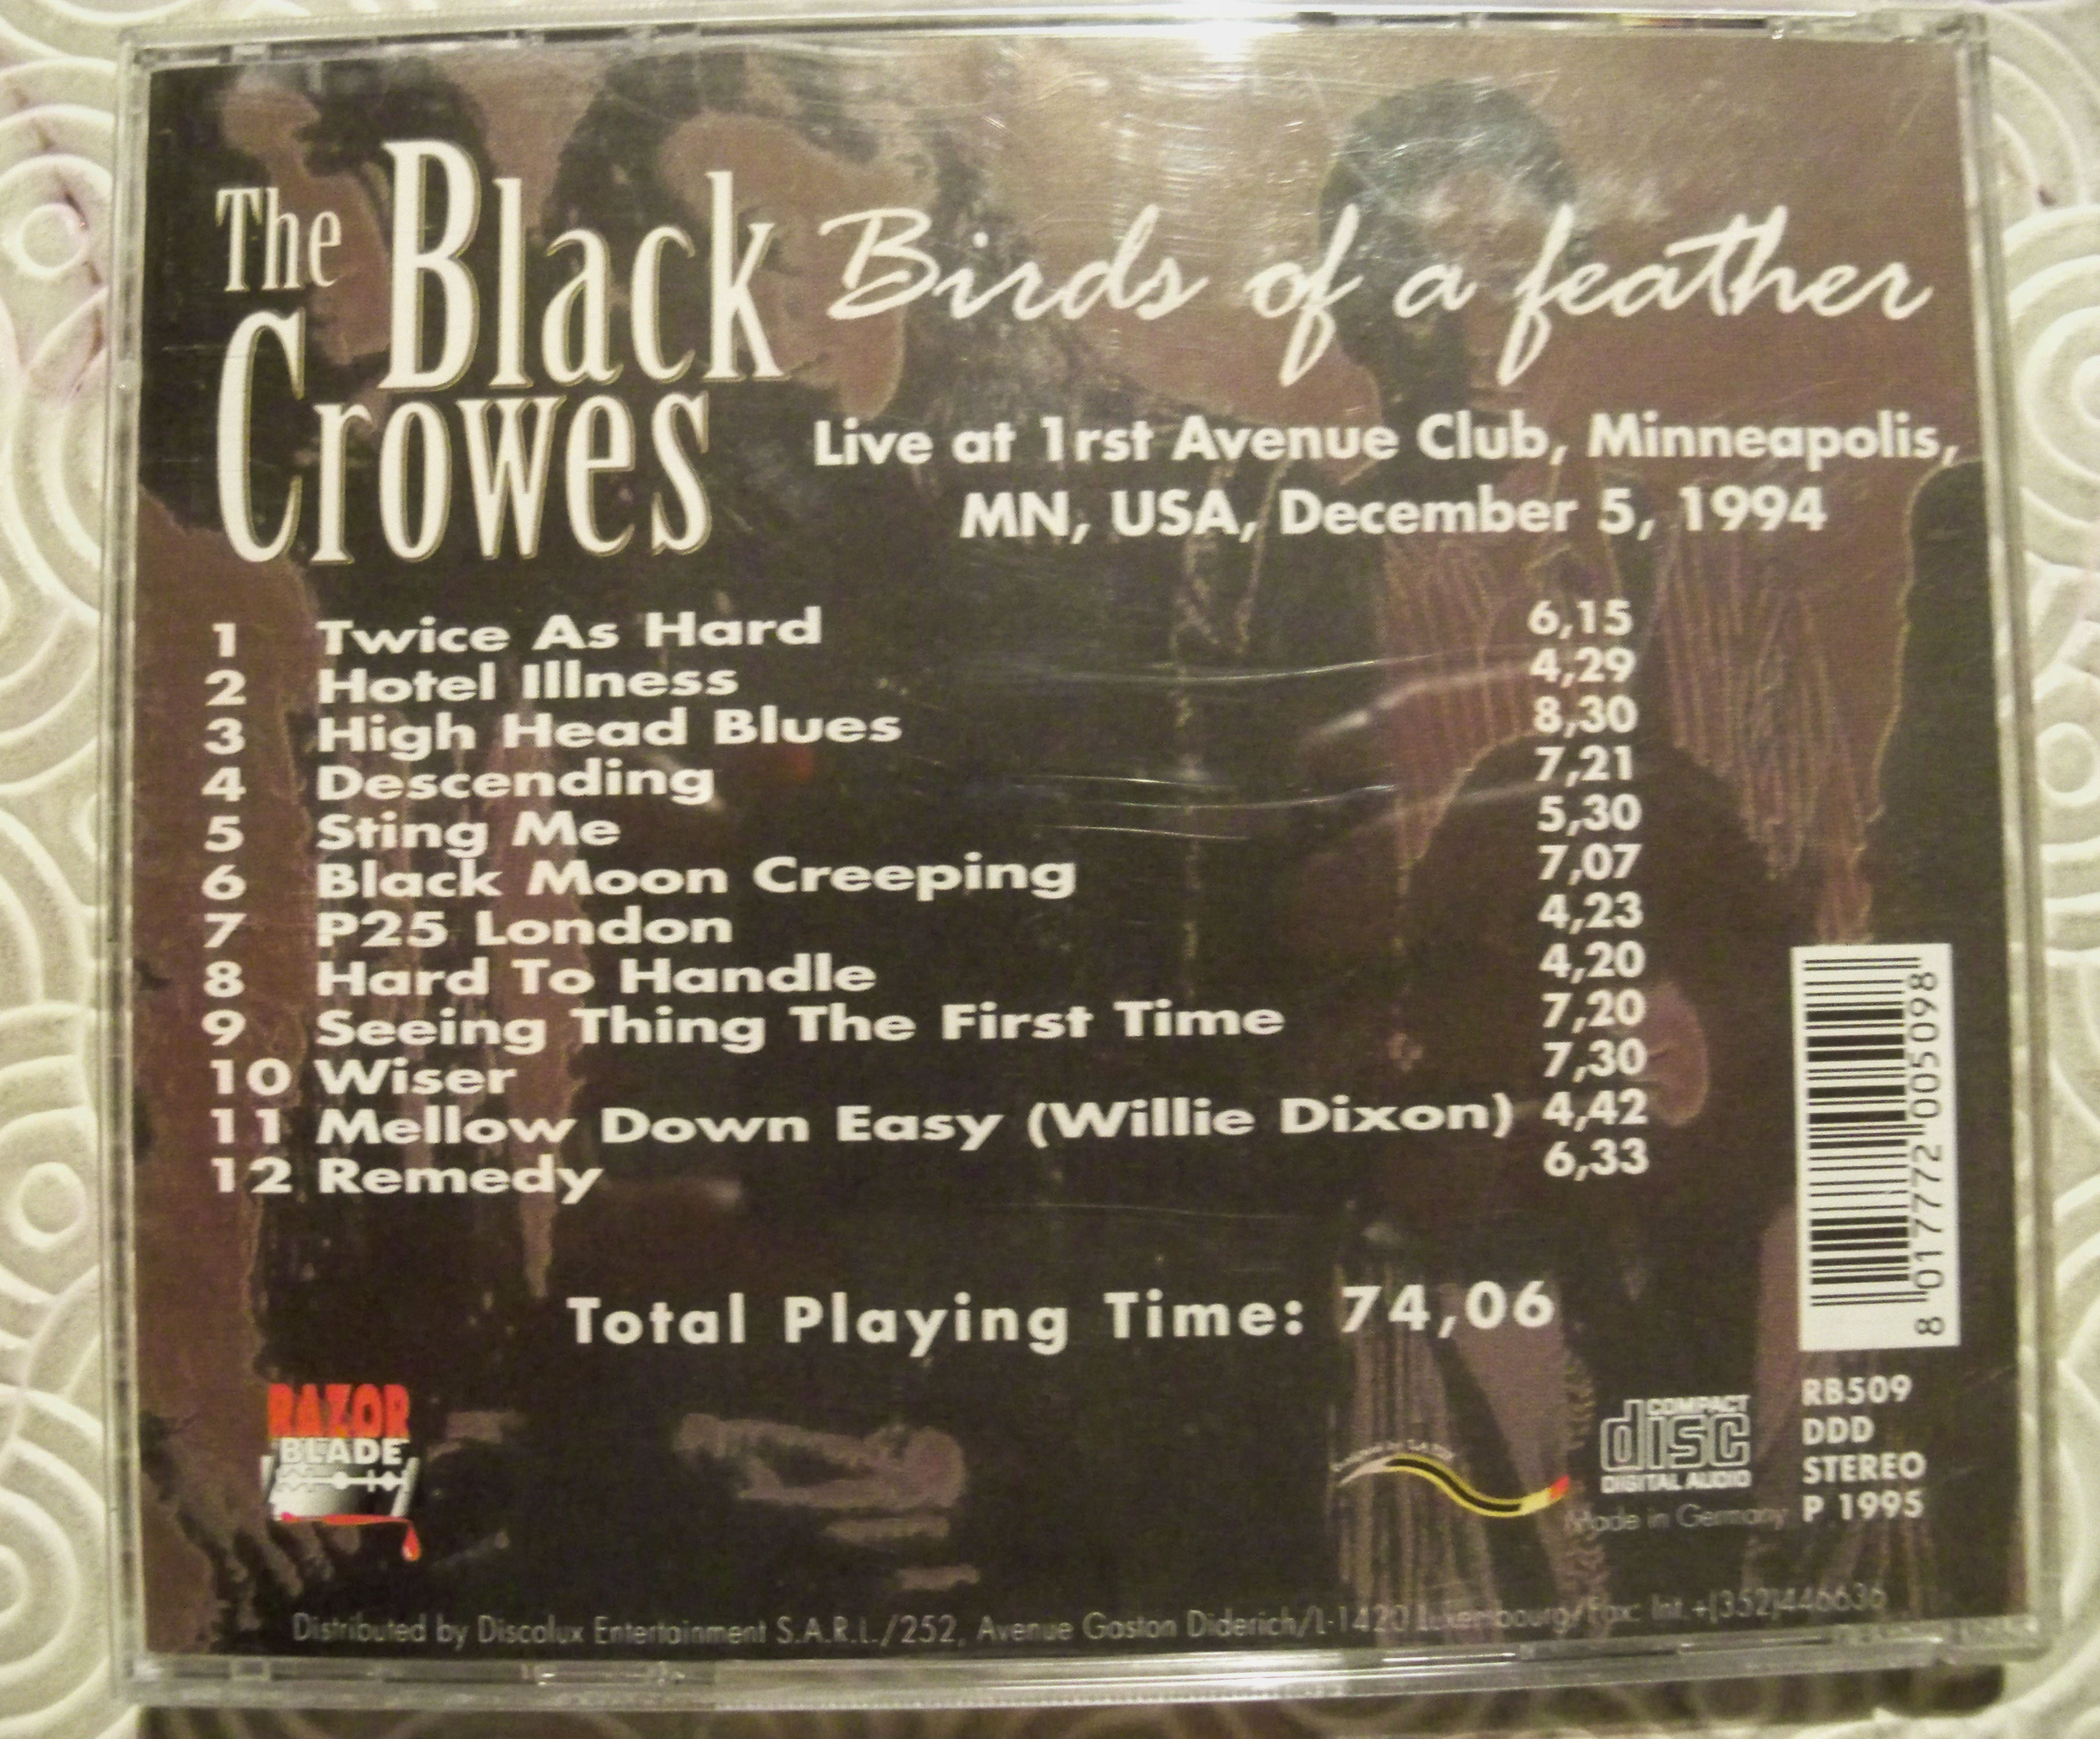 The Black Crowes
Birds of a feather
Live at 1rst Avenue Club, Minneapolis,
MN, USA, December 5, 1994
1 Twice As Hard 6,15
2 Hotel Illness 4,29
3 High Head Blues 8,30
4 Descending 7,21
5 Sting Me 5,30
6 Black Moon Creeping 7,07
7 P25 London 4,23
8 Hard To Handle 4,20
9 Seeing Thing The First Time 7,20
10 Wiser 7,30
11 Mellow Down Easy (Willie Dixon) 4,42
12 Remedy 6,33
Total Playing Time: 74,06
8 017772 005098
RAZOR
BLADE
COMPACT
disc
DIGITAL AUDIO
Made in Germany
RB509
DDD
STEREO
P 1995
Distributed by Discolux Entertainment S.A.R.L./252, Avenue Gaston Diderich/L-1420 Luxembourg/Fax: Int.+(352)446636